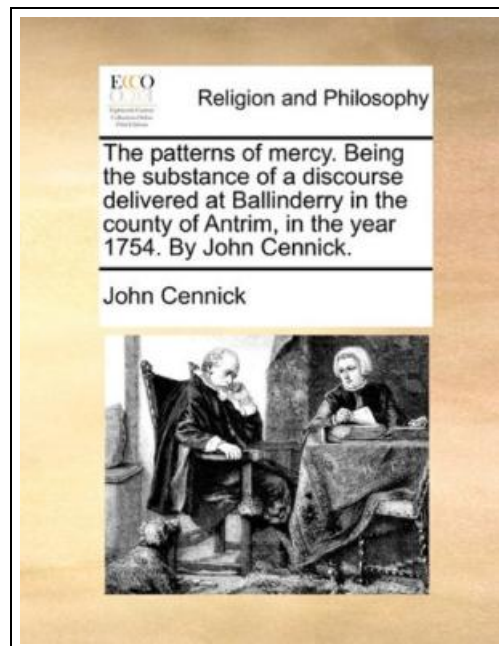 ECCO
Religion and Philosophy
The patterns of mercy. Being
the substance of a discourse
delivered at Ballinderry in the
county of Antrim, in the year
1754. By John Cennick.
John Cennick